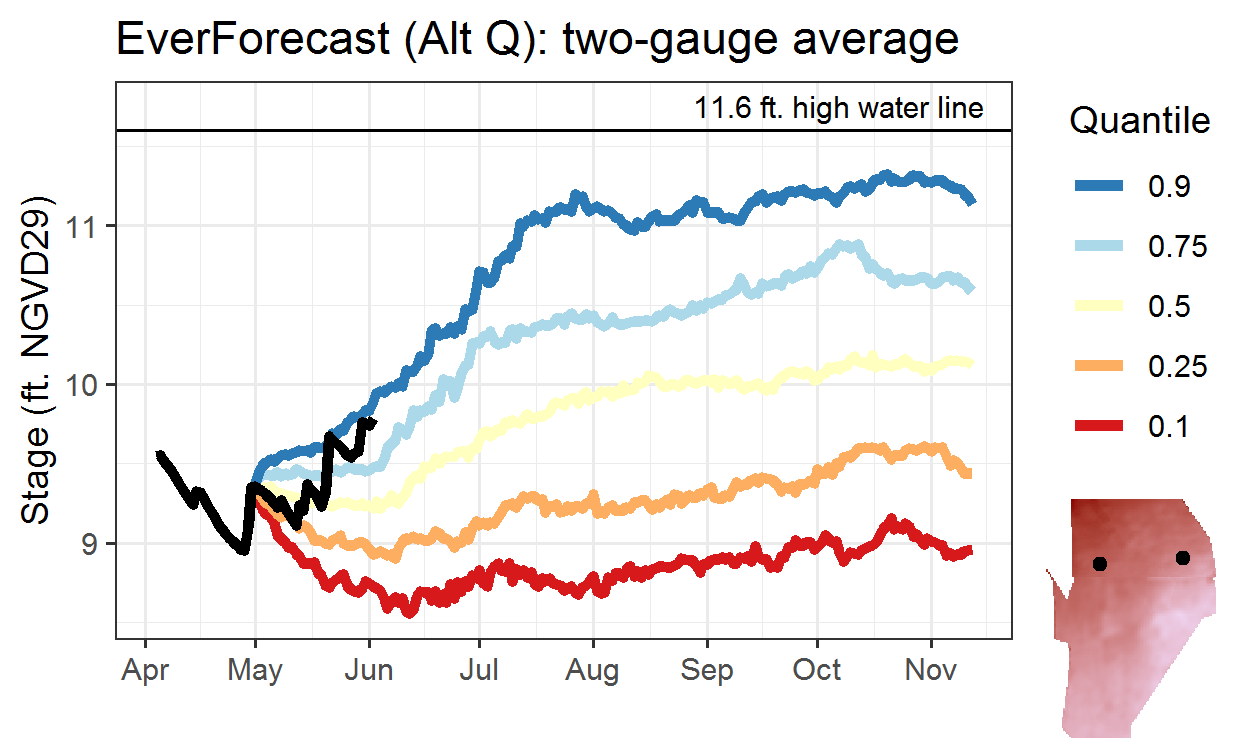 EverForecast (Alt Q): two-gauge average
11.6 ft. high water line
Stage (ft. NGVD29)
11
10
9
Apr May Jun Jul Aug Sep Oct Nov
Quantile
0.9
0.75
0.5
0.25
0.1